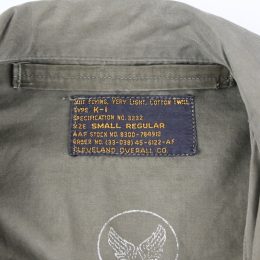 SUIT FLYING, VERY LIGHT, COTTON TWILL
TYPE K-1
SPECIFICATION NO. 3232
SIZE SMALL REGULAR
AAF STOCK NO. 8300-784912
ORDER NO. (33-038) 45-6122-AF
CLEVELAND OVERALL CO.